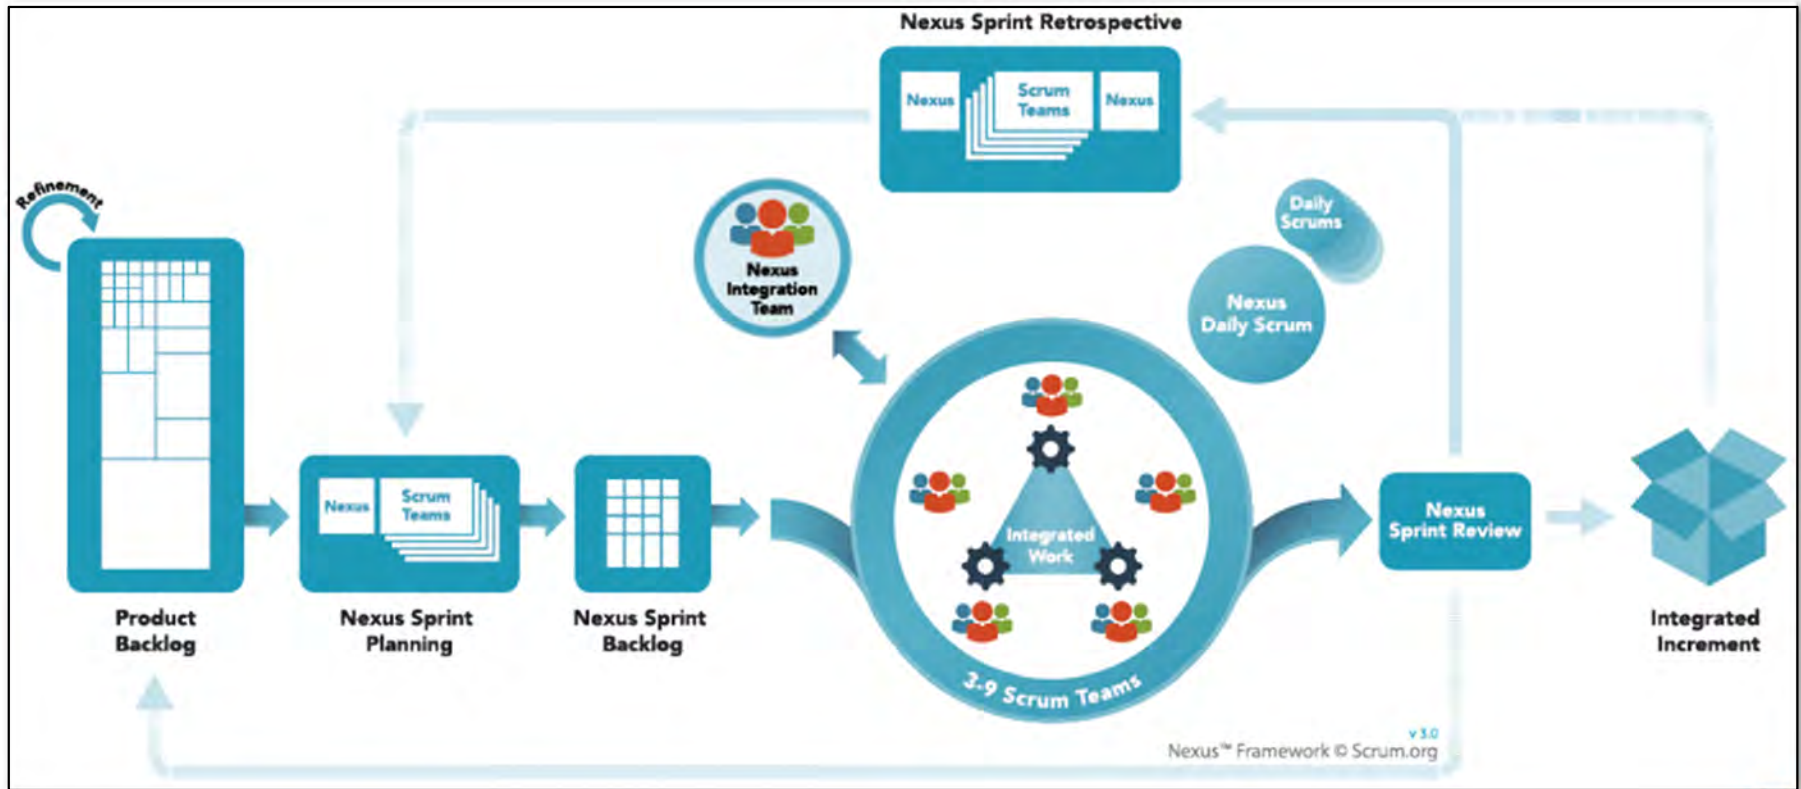 Nexus Sprint Retrospective
Nexus
Scrum
Teams
Nexus
Refinement
Nexus
Integration
Team
Daily
Scrums
Nexus
Daily Scrum
Nexus
Scrum
Teams
Integrated
Work
Nexus
Sprint Review
Product
Backlog
Nexus Sprint
Planning
Nexus Sprint
Backlog
3-9 Scrum Teams
Integrated
Increment
v 3.0
Nexus™ Framework © Scrum.org